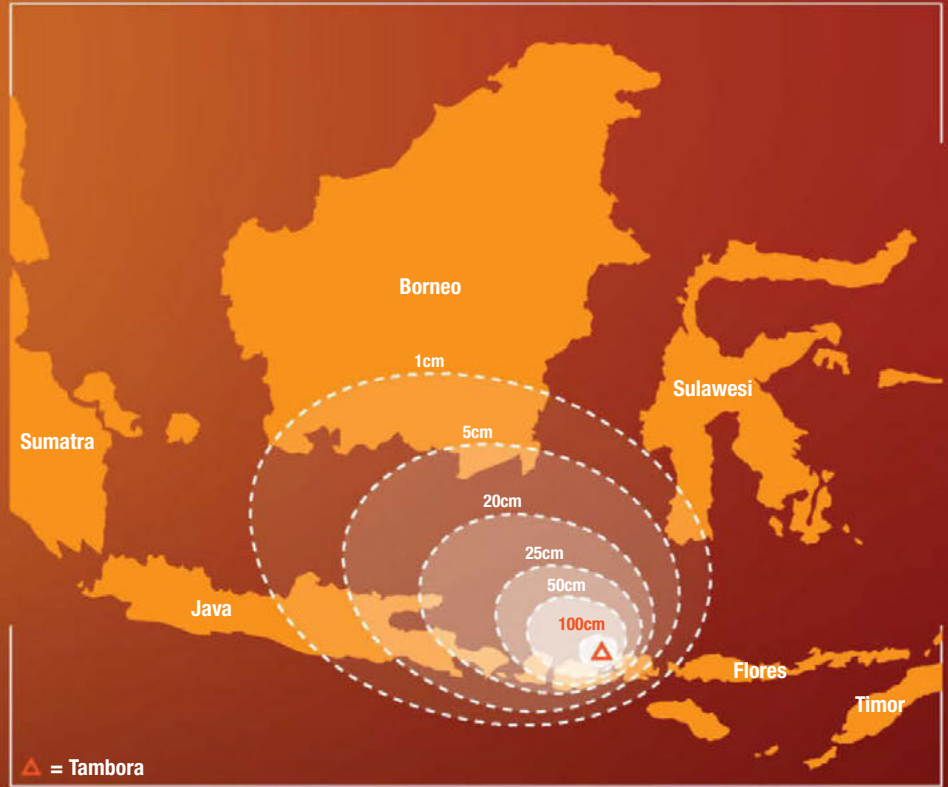 Borneo
1cm
Sulawesi
Sumatra
5cm
20cm
25cm
50cm
Java
100cm
Flores
Timor
= Tambora